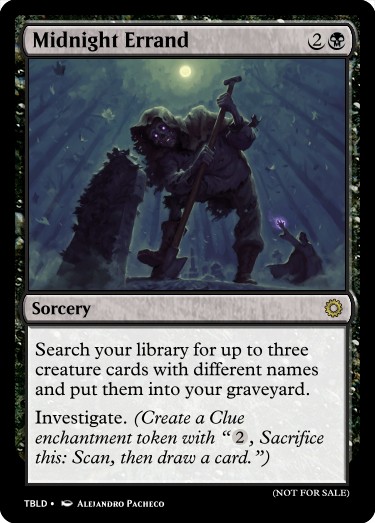 Midnight Errand 2
Sorcery
Search your library for up to three
creature cards with different names
and put them into your graveyard.
Investigate. (Create a Clue
enchantment token with “2, Sacrifice
this: Scan, then draw a card.”)
(NOT FOR SALE)
TBLD • Alejandro Pacheco